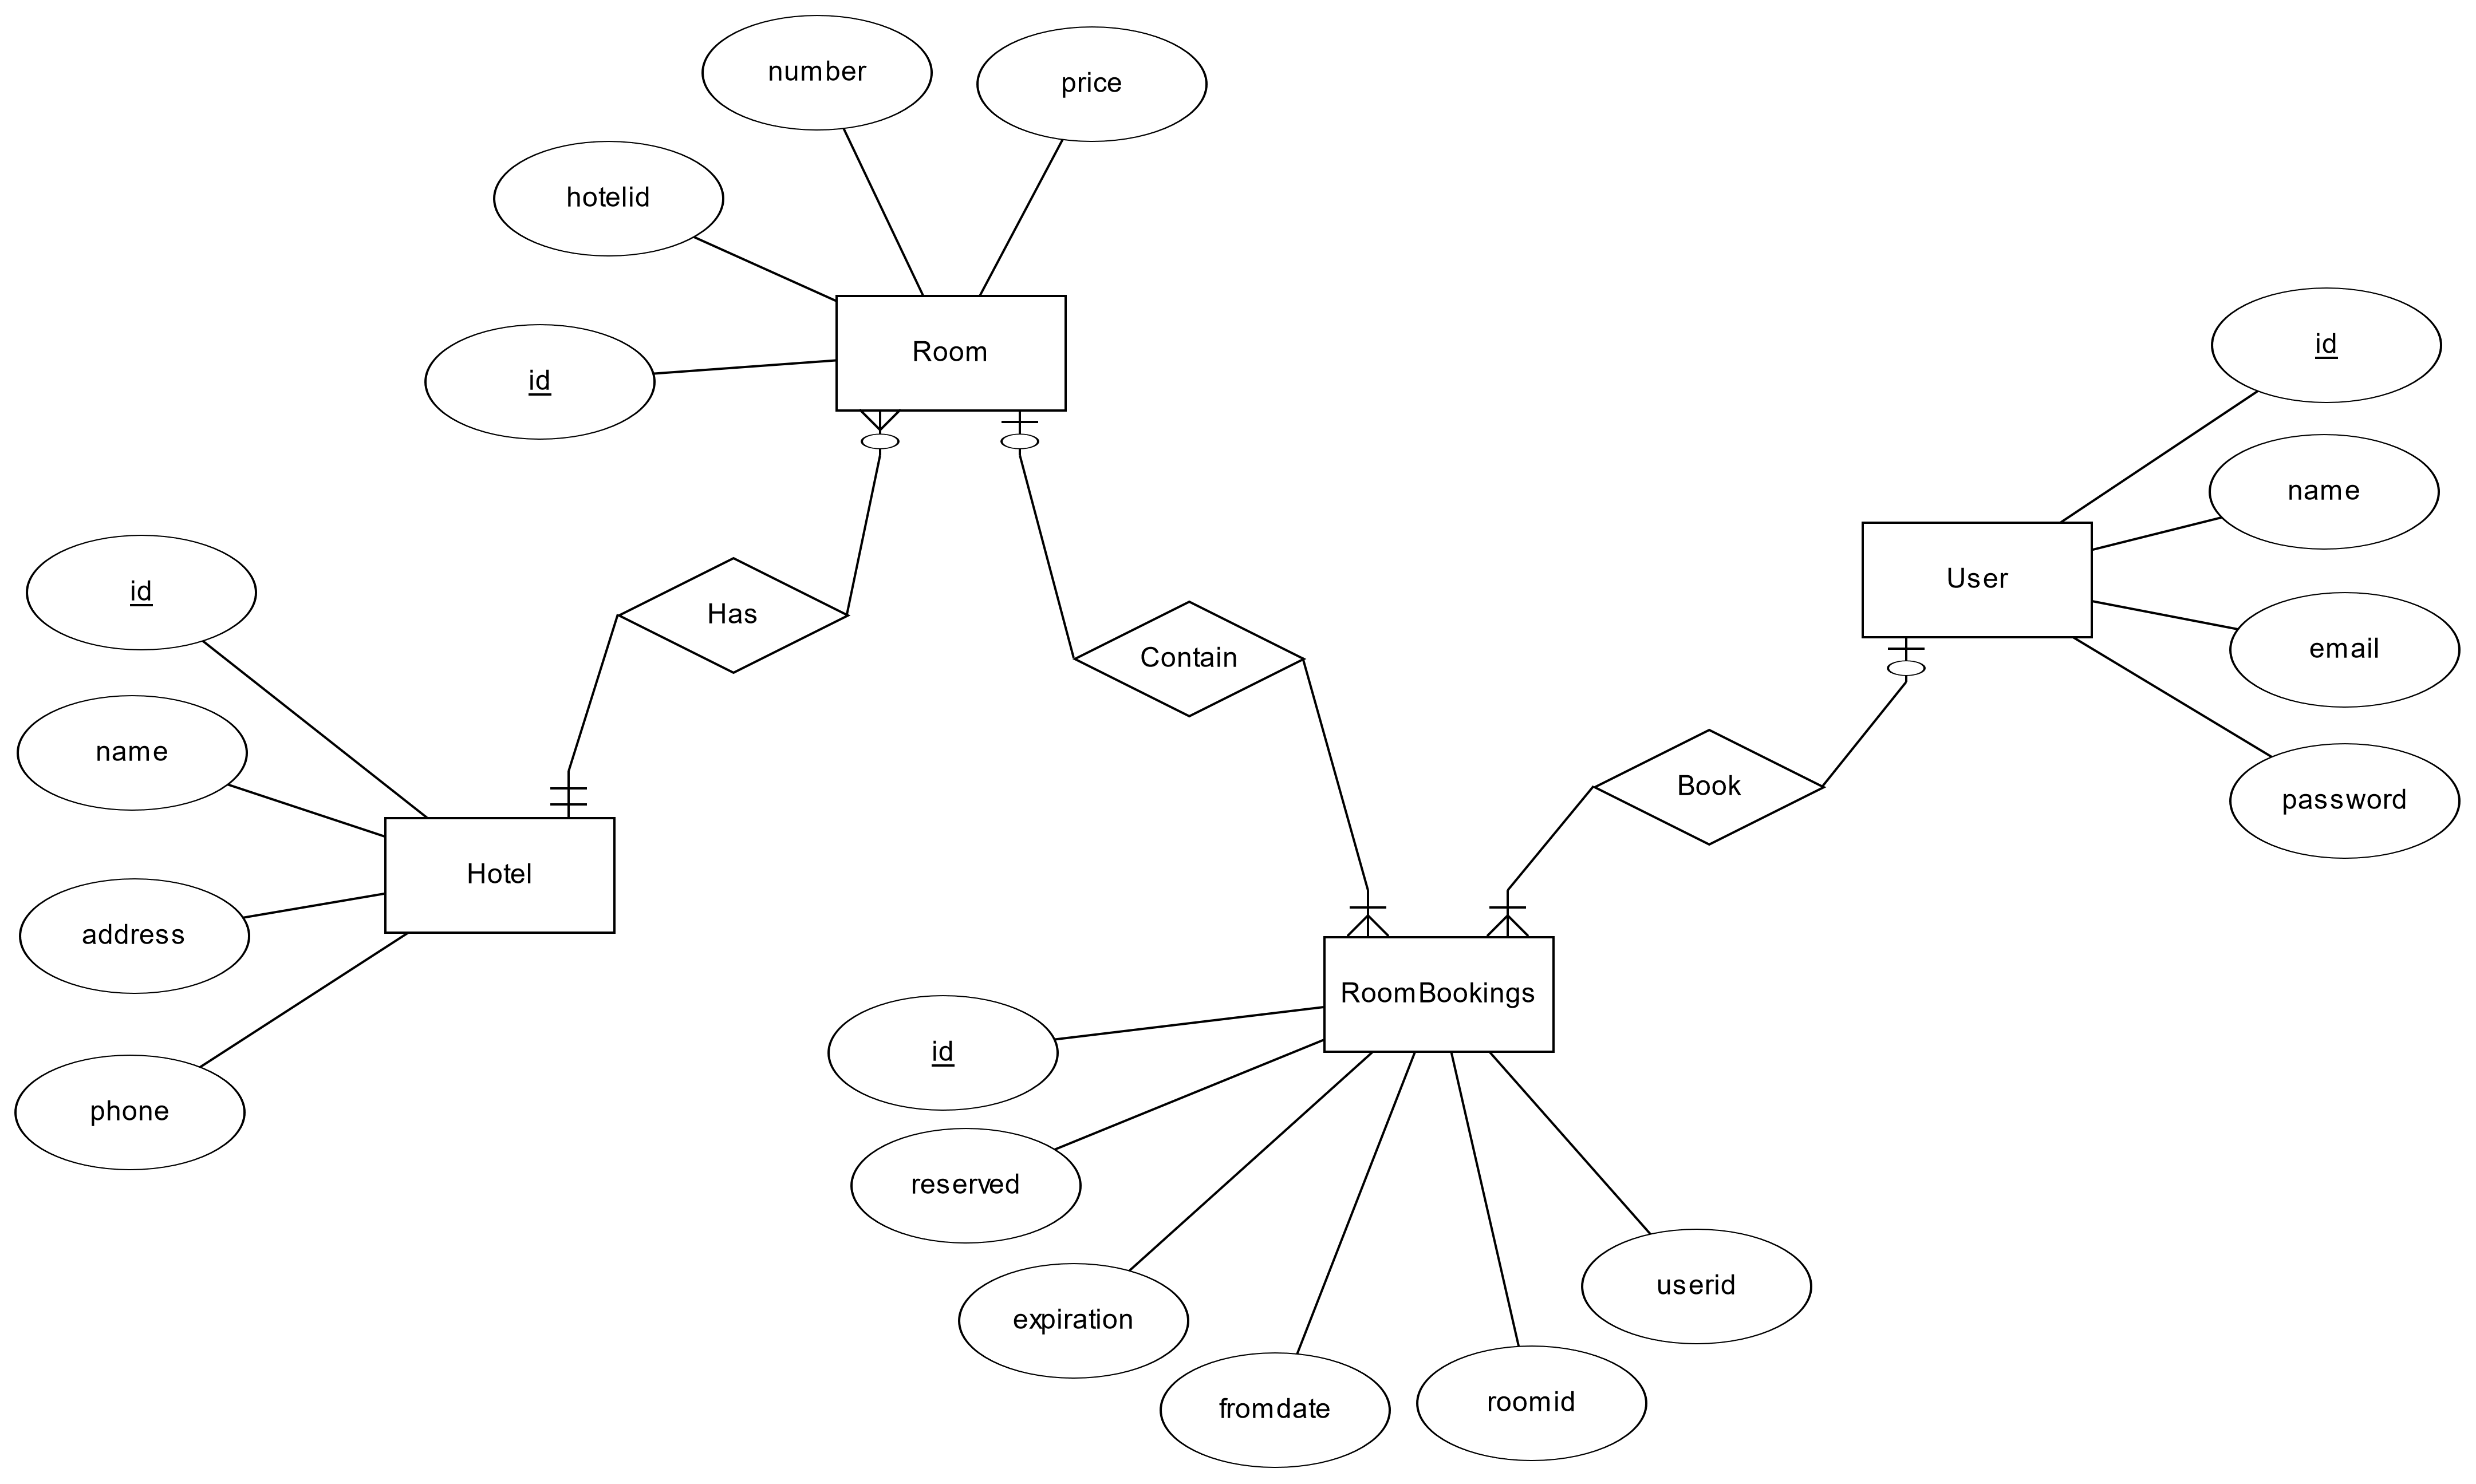 number
price
hotelid
id
Room
id
name
User
email
password
id
name
address
phone
Hotel
Has
Contain
Book
RoomBookings
id
reserved
expiration
fromdate
roomid
userid